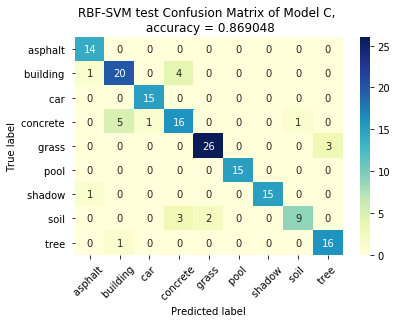 RBF-SVM test Confusion Matrix of Model C,
accuracy = 0.869048
asphalt 14 0 0 0 0 0 0 0 0
building 1 20 0 4 0 0 0 0 0
car 0 0 15 0 0 0 0 0 0
concrete 0 5 1 16 0 0 0 1 0
grass 0 0 0 0 26 0 0 0 3
pool 0 0 0 0 0 15 0 0 0
shadow 1 0 0 0 0 0 15 0 0
soil 0 0 0 3 2 0 0 9 0
tree 0 1 0 0 0 0 0 0 16
asphalt building car concrete grass pool shadow soil tree
Predicted label
True label
25
20
15
10
5
0